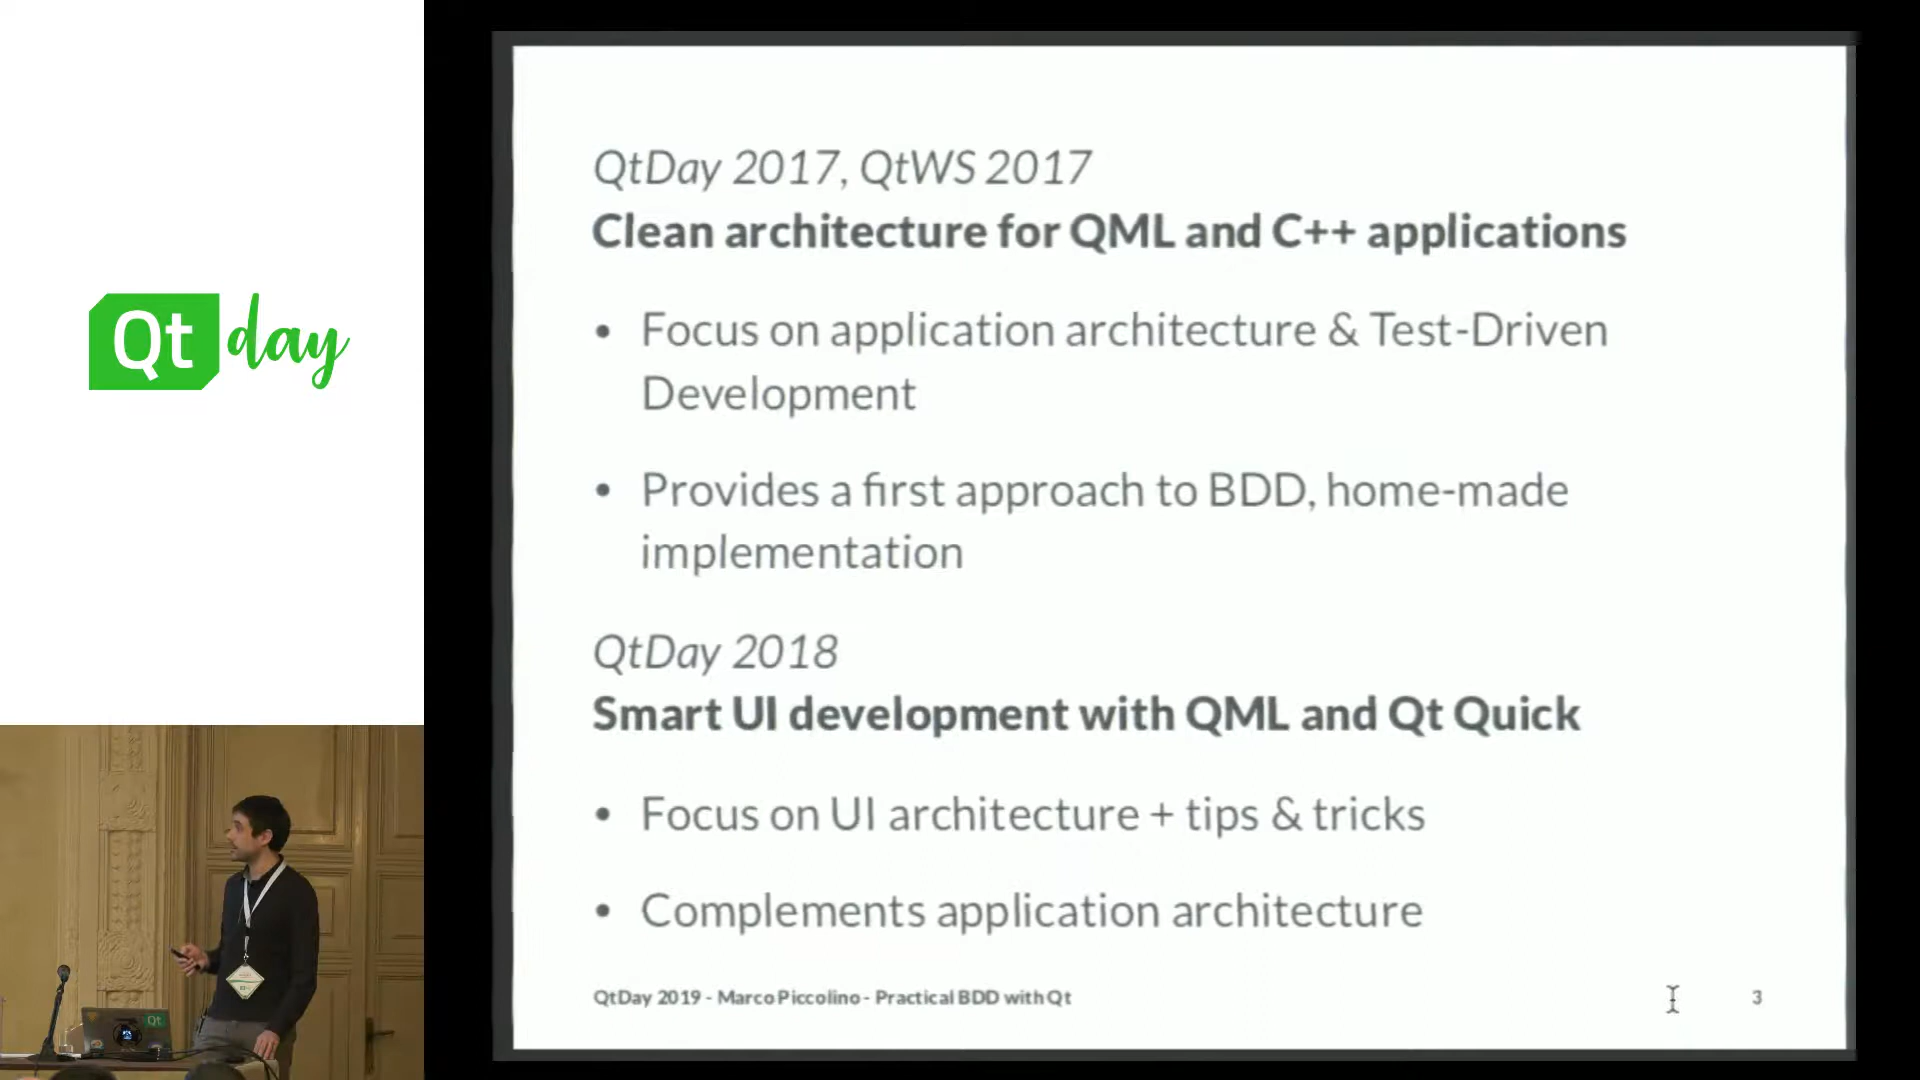 Qt day
QtDay 2017, QtWS 2017
Clean architecture for QML and C++ applications
• Focus on application architecture & Test-Driven
Development
• Provides a first approach to BDD, home-made
implementation
QtDay 2018
Smart UI development with QML and Qt Quick
• Focus on UI architecture + tips & tricks
• Complements application architecture
QtDay 2019 - Marco Piccolino - Practical BDD with Qt
3
Qt